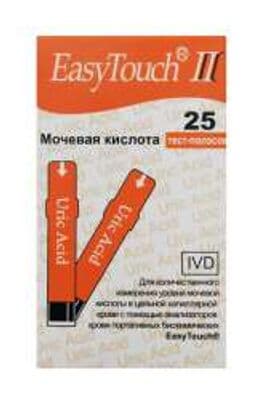 EasyTouch® II
25
Мочевая кислота
тест-полосок
Uric Acid
Uric Acid
IVD
Для количественного
измерения уровня мочевой
кислоты в цельной капиллярной
крови с помощью анализаторов
крови портативных биохимических
EasyTouch®